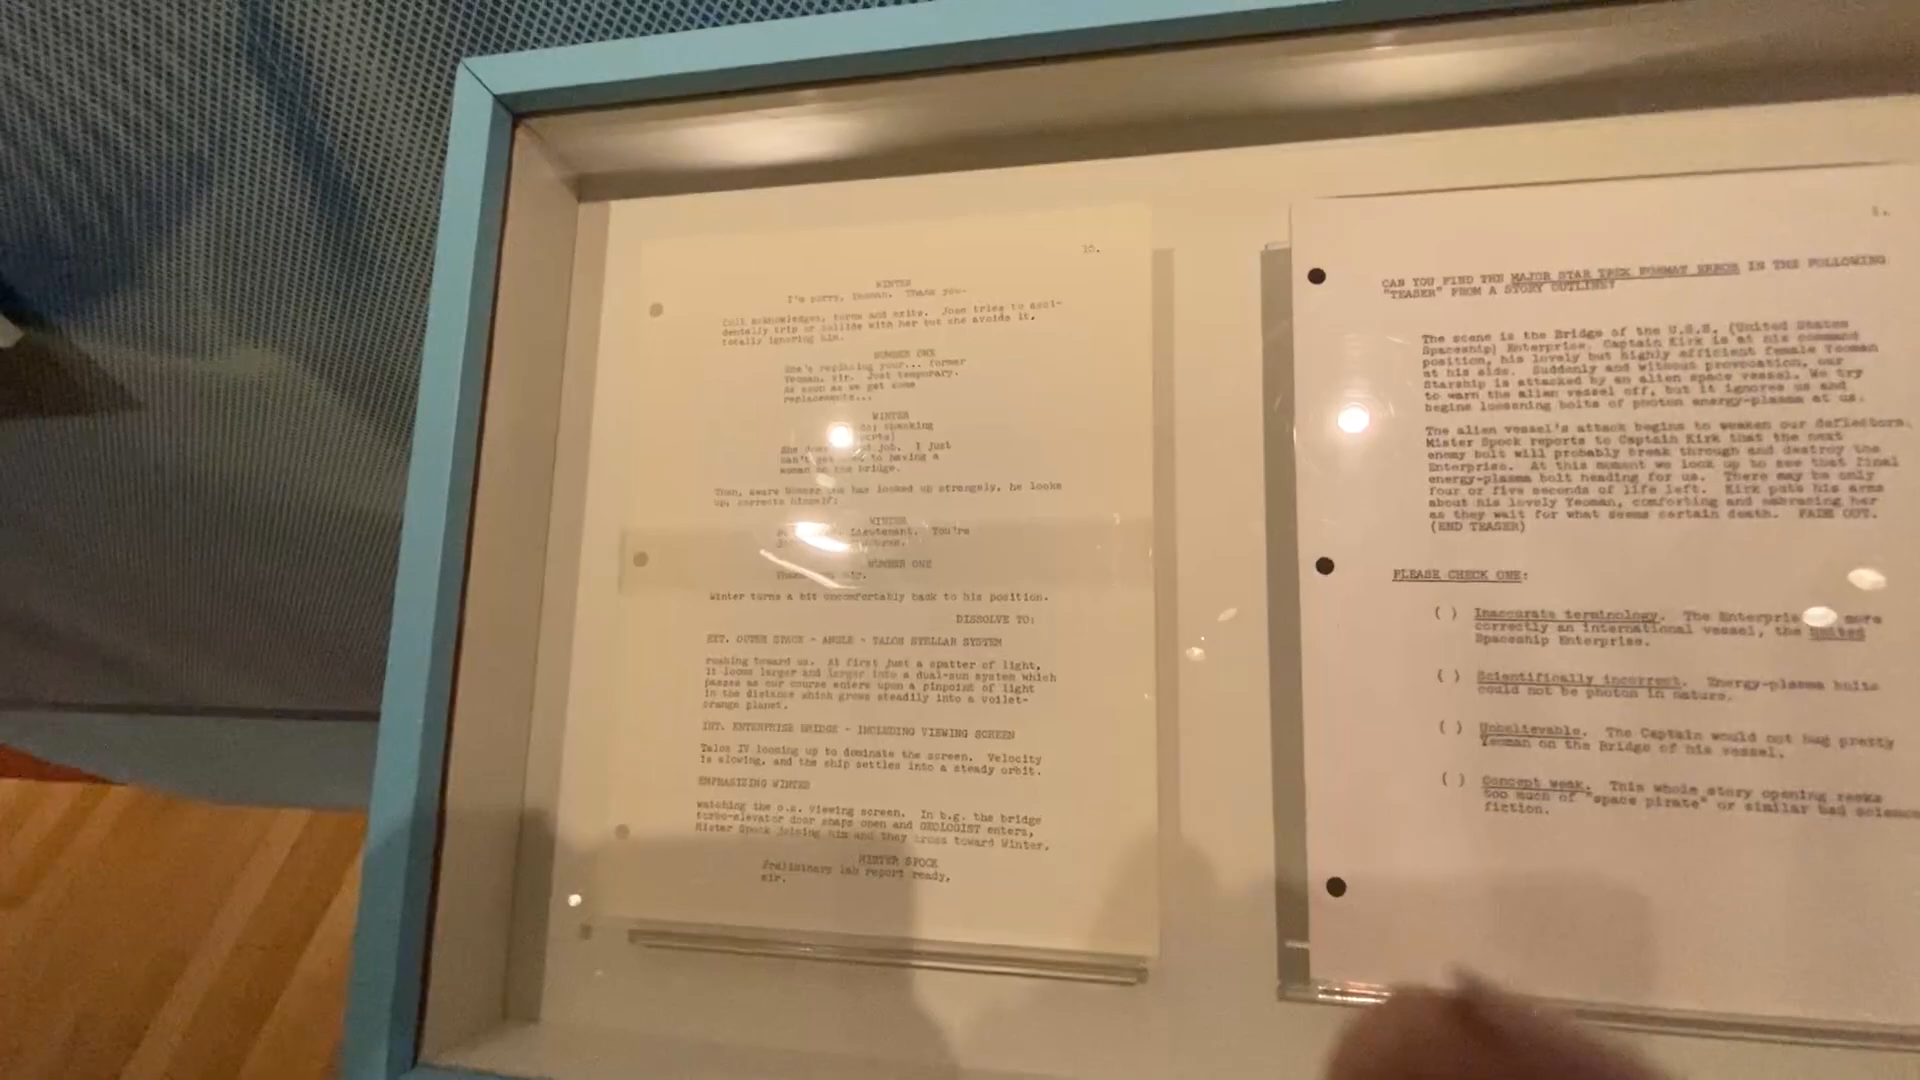 10.
WINTER
I'm sorry, Yeoman. Thank you.
Colt acknowledges, turns and exits. Jose tries to acci-
dentally trip or collide with her but she avoids it,
totally ignoring him.
NUMBER ONE
She's replacing your... former
Yeoman, sir. Just temporary.
As soon as we get some
replacements...
WINTER
speaking
She job. I just
can't get to having a
woman on the bridge.
Then, aware Number One has looked up strangely, he looks
up, corrects himself:
WINTER
Lieutenant. You're
NUMBER ONE
sir.
Winter turns a bit uncomfortably back to his position.
DISSOLVE TO:
EXT. OUTER SPACE - ANGLE - TALOS STELLAR SYSTEM
rushing toward us. At first just a spatter of light,
it looms larger and larger into a dual-sun system which
passes as our course enters upon a pinpoint of light
in the distance which grows steadily into a voilet-
orange planet.
INT. ENTERPRISE BRIDGE - INCLUDING VIEWING SCREEN
Talos IV looming up to dominate the screen. Velocity
is slowing, and the ship settles into a steady orbit.
EMPHASIZING WINTER
watching the o.s. viewing screen. In b.g. the bridge
turbo-elevator door snaps open and GEOLOGIST enters,
Mister Spock joining him and they cross toward Winter.
MISTER SPOCK
Preliminary lab report ready,
sir.
CAN YOU FIND THE MAJOR STAR TREK FORMAT ERROR IN THE FOLLOWING
"TEASER" FROM A STORY OUTLINE?
The scene is the Bridge of the U.S.S. (United States
Spaceship) Enterprise. Captain Kirk is at his command
position, his lovely but highly efficient female Yeoman
at his side. Suddenly and without provocation, our
Starship is attacked by an alien space vessel. We try
to warn the alien vessel off, but it ignores us and
begins loosening bolts of photon energy-plasma at us.
The alien vessel's attack begins to weaken our deflectors.
Mister Spock reports to Captain Kirk that the next
enemy bolt will probably break through and destroy the
Enterprise. At this moment we look up to see that final
energy-plasma bolt heading for us. There may be only
four or five seconds of life left. Kirk puts his arms
about his lovely Yeoman, comforting and embracing her
as they wait for what seems certain death. FADE OUT.
(END TEASER)
PLEASE CHECK ONE:
( ) Inaccurate terminology. The Enterprise more
correctly an international vessel, the United
Spaceship Enterprise.
( ) Scientifically incorrect. Energy-plasma bolts
could not be photon in nature.
( ) Unbelievable. The Captain would not hug pretty
Yeoman on the Bridge of his vessel.
( ) Concept weak. This whole story opening reeks
too much of "space pirate" or similar bad science
fiction.